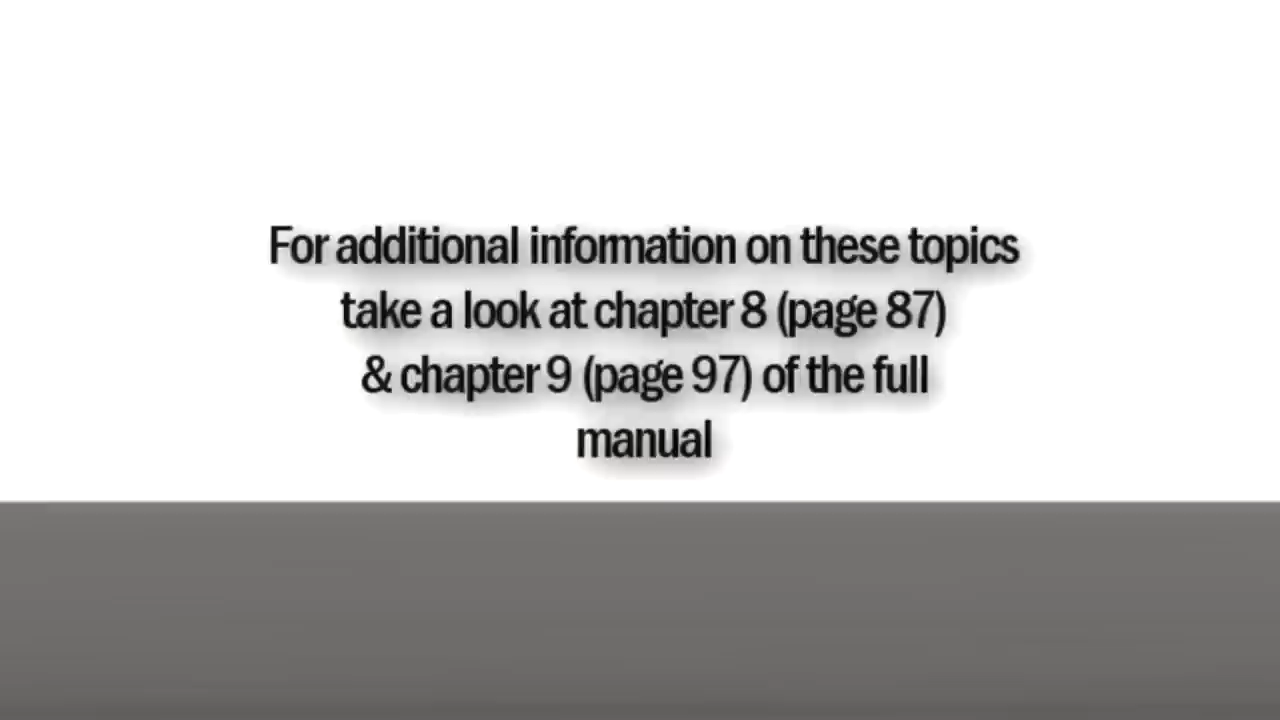 For additional information on these topics
take a look at chapter 8 (page 87)
& chapter 9 (page 97) of the full
manual